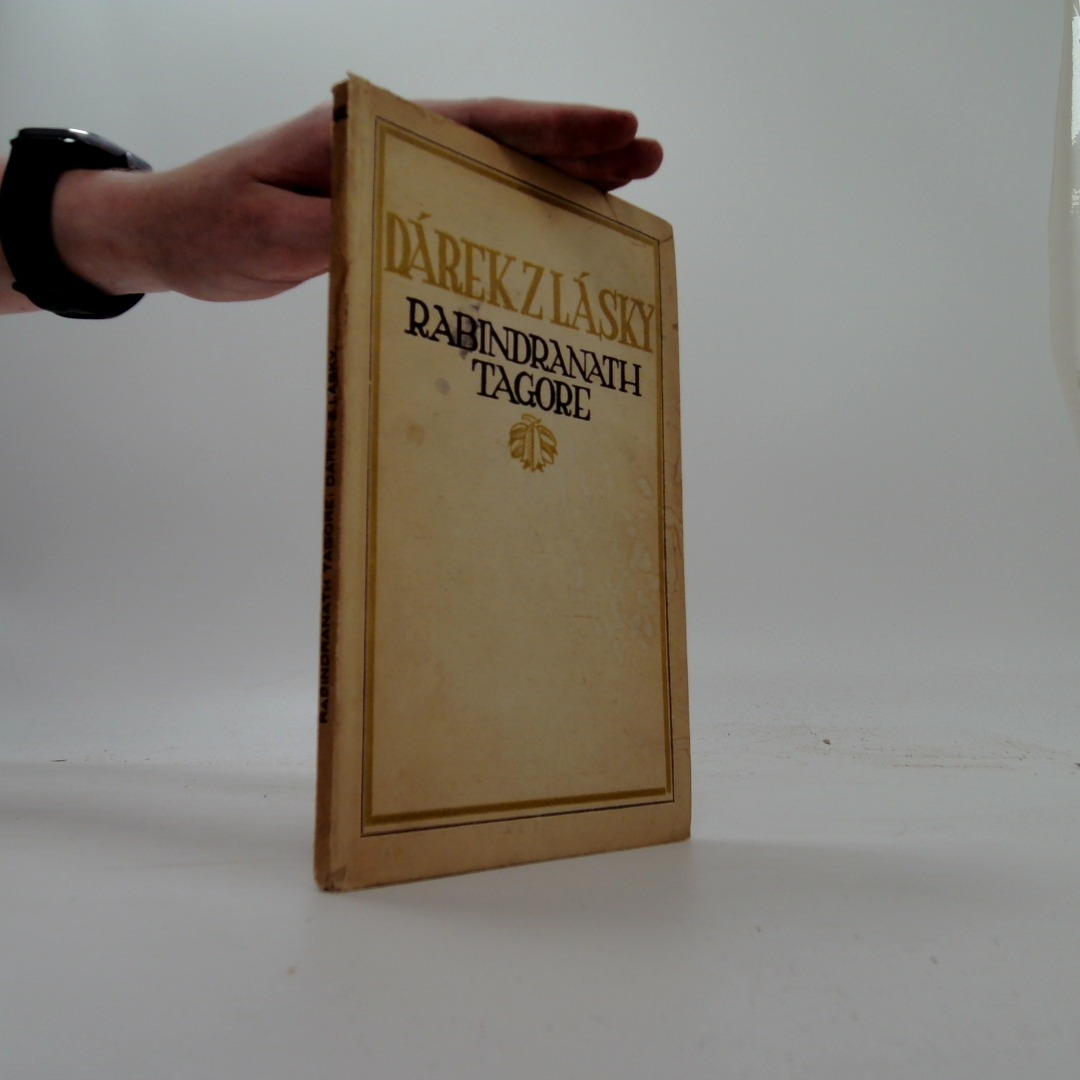 DÁREK Z LÁSKY
RABINDRANATH
TAGORE
RABINDRANATH TAGORE: DÁREK Z LÁSKY